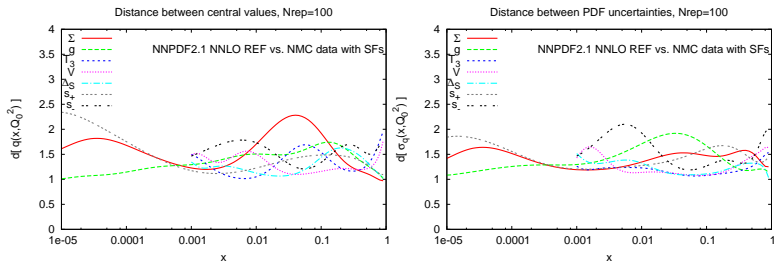 Distance between central values, Nrep=100
NNPDF2.1 NNLO REF vs. NMC data with SFs
Σ
g
T3
V
ΔS
s+
s-
d[ q(x,Q0^2) ]
4
3.5
3
2.5
2
1.5
1
0.5
0
1e-05 0.0001 0.001 0.01 0.1 1
x
Distance between PDF uncertainties, Nrep=100
NNPDF2.1 NNLO REF vs. NMC data with SFs
Σ
g
T3
V
ΔS
s+
s-
d[ σq(x,Q0^2) ]
4
3.5
3
2.5
2
1.5
1
0.5
0
1e-05 0.0001 0.001 0.01 0.1 1
x